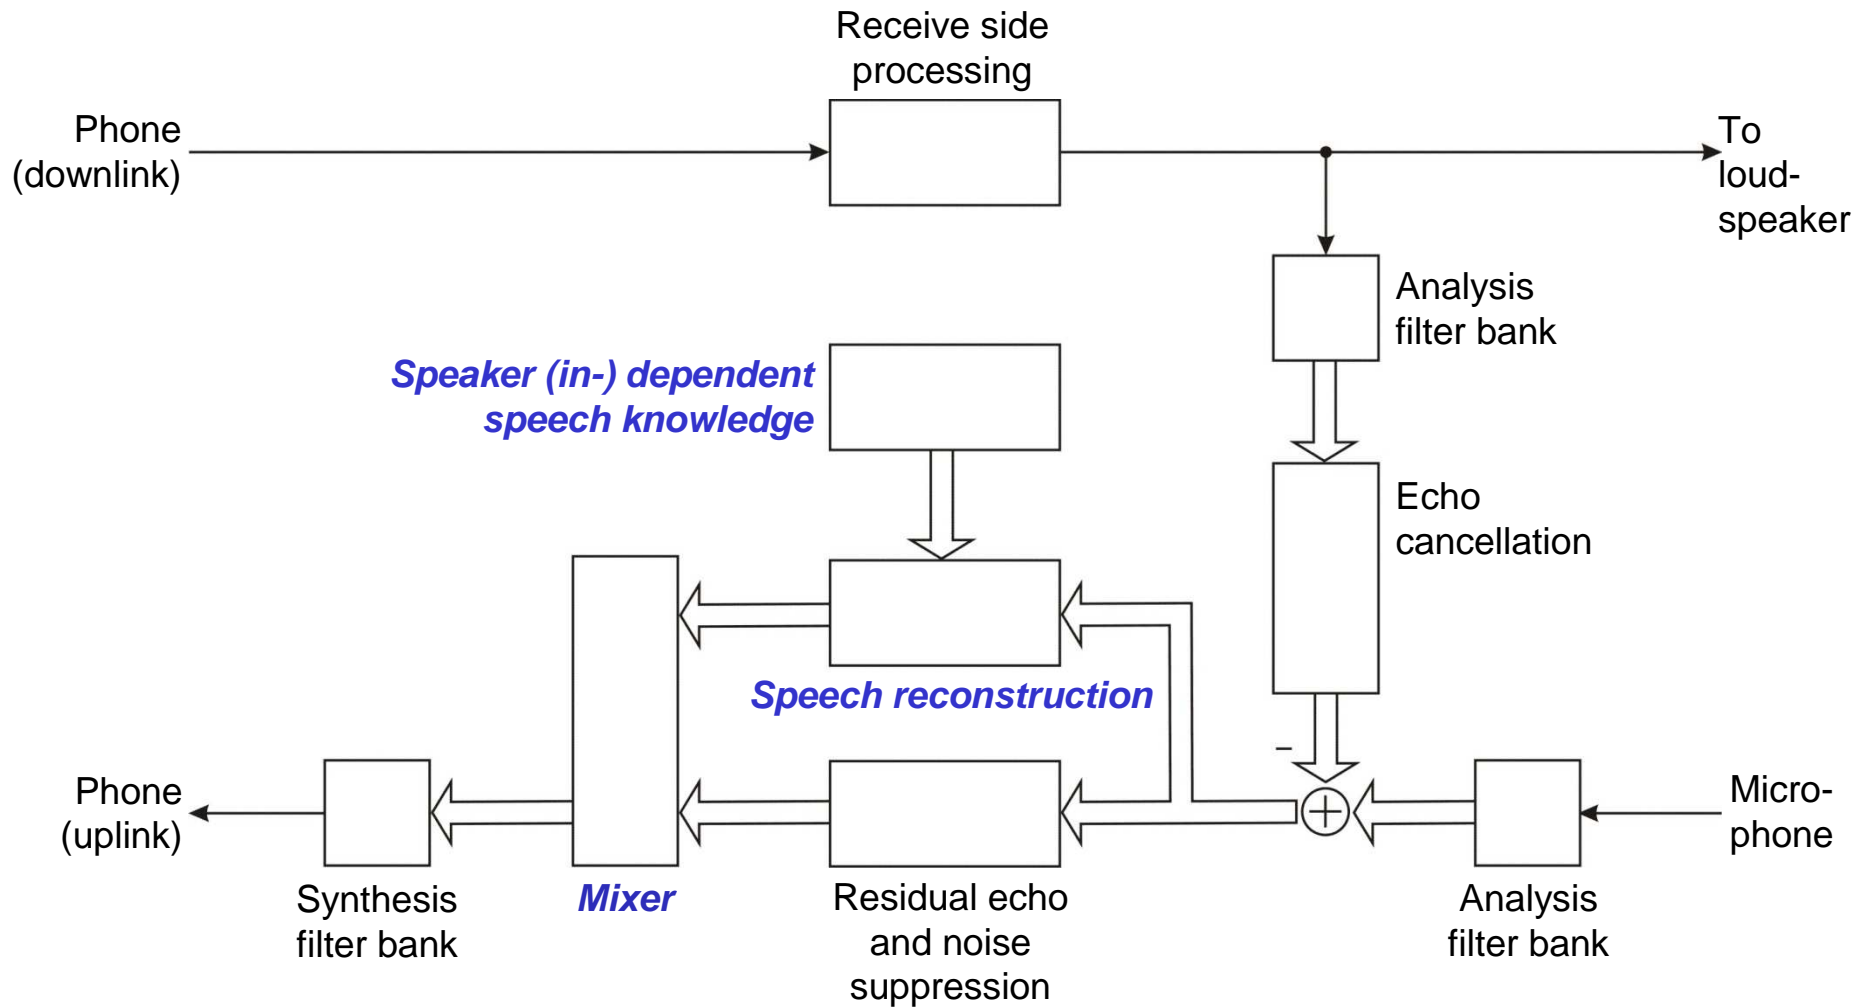 Receive side
processing
Phone
(downlink)
To
loud-
speaker
Analysis
filter bank
Speaker (in-) dependent
speech knowledge
Echo
cancellation
Speech reconstruction
–
+
Phone
(uplink)
Micro-
phone
Synthesis
filter bank
Mixer
Residual echo
and noise
suppression
Analysis
filter bank